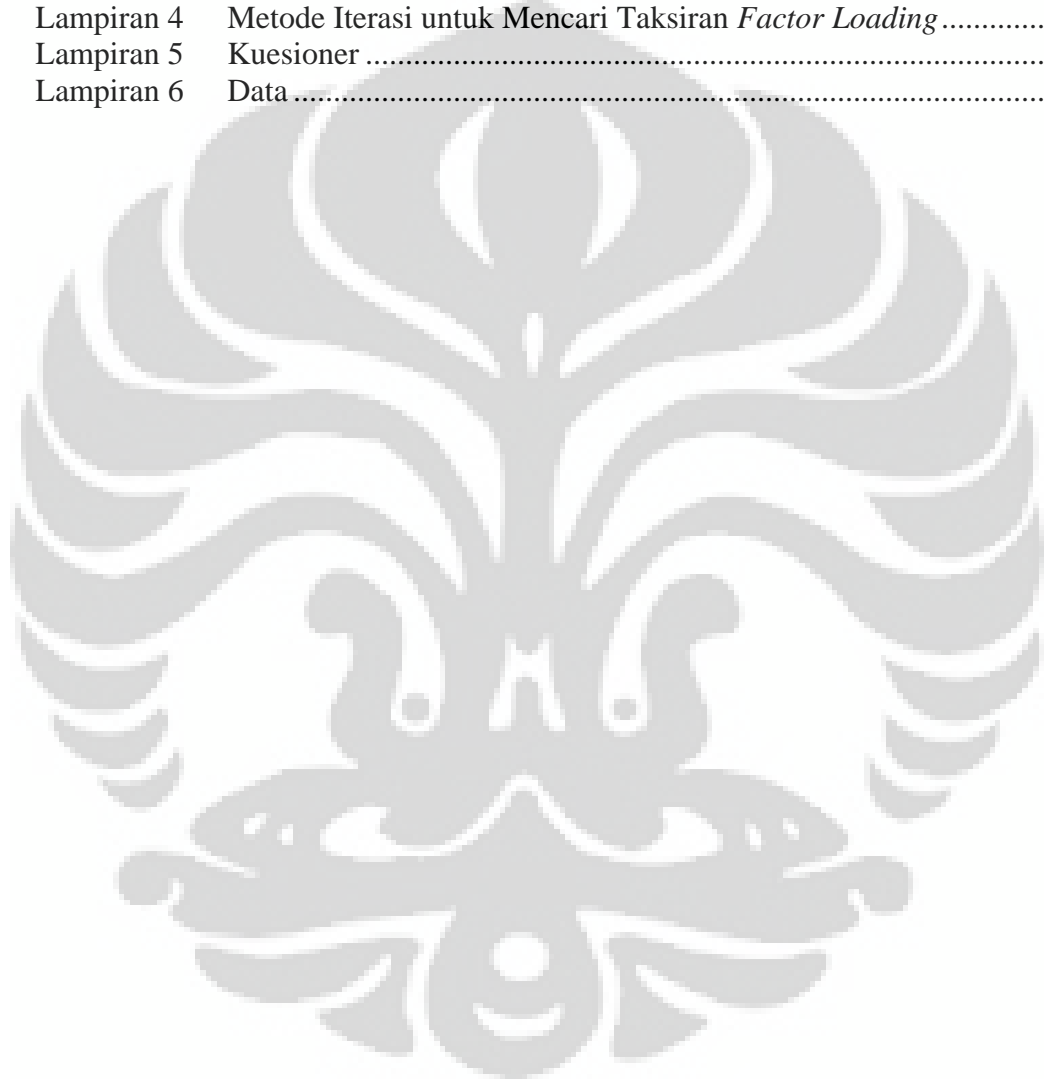 Lampiran 4 Metode Iterasi untuk Mencari Taksiran Factor Loading.............
Lampiran 5 Kuesioner ..........................................................................................
Lampiran 6 Data ...................................................................................................